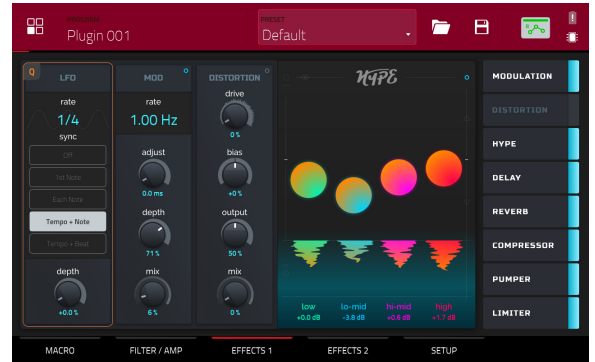 PRESET
Plugin 001
Default
Q
LFO
MOD
DISTORTION
HYPE
MODULATION
rate
1/4
sync
Off
1st Note
Each Note
Tempo + Note
Tempo + Beat
depth
+0.0 %
rate
1.00 Hz
adjust
0.0 ms
depth
71 %
mix
6 %
drive
0 %
bias
+0 %
output
50 %
mix
0 %
low
+0.0 dB
lo-mid
-3.8 dB
hi-mid
+0.6 dB
high
+1.7 dB
DISTORTION
HYPE
DELAY
REVERB
COMPRESSOR
PUMPER
LIMITER
MACRO
FILTER / AMP
EFFECTS 1
EFFECTS 2
SETUP